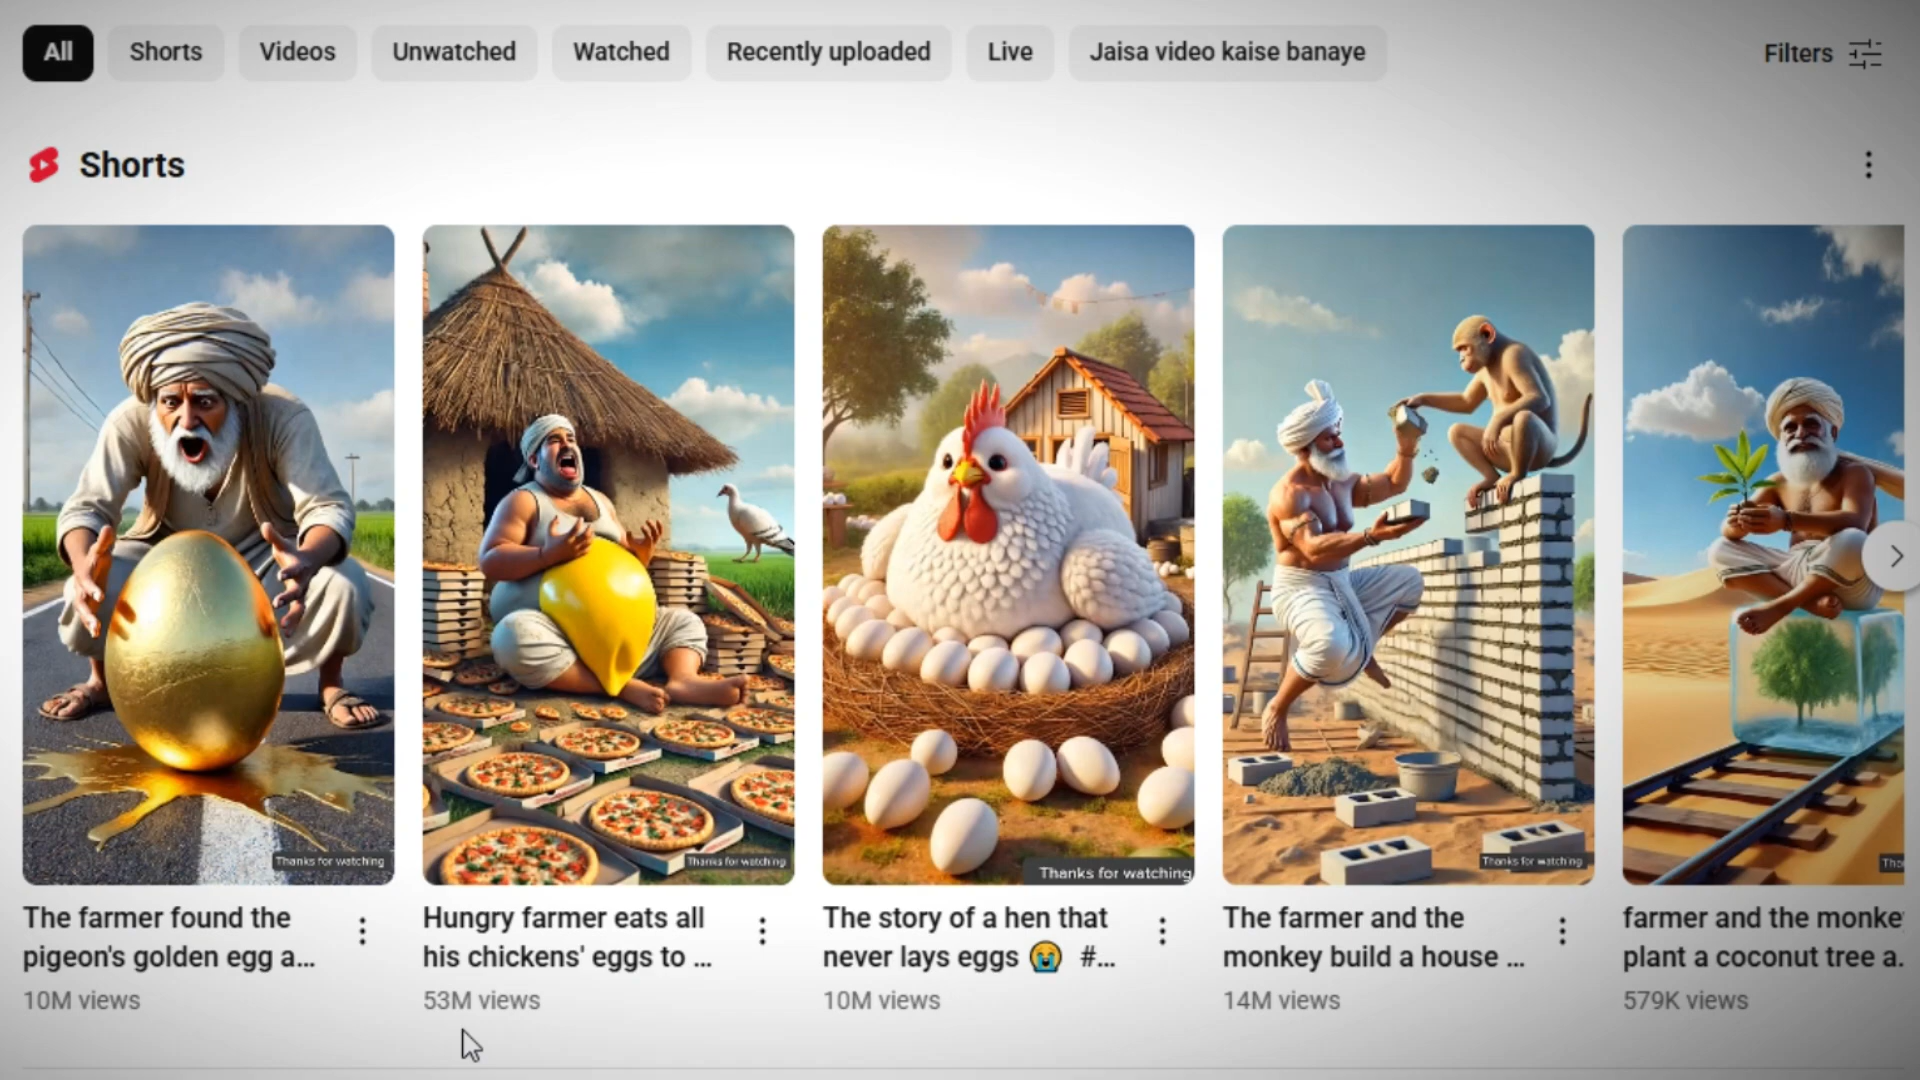 All
Shorts
Videos
Unwatched
Watched
Recently uploaded
Live
Jaisa video kaise banaye
Filters
Shorts
Thanks for watching
Thanks for watching
Thanks for watching
Thanks for watching
Tha
The farmer found the
pigeon's golden egg a...
10M views
Hungry farmer eats all
his chickens' eggs to ...
53M views
The story of a hen that
never lays eggs 😭 #...
10M views
The farmer and the
monkey build a house ...
14M views
farmer and the monke
plant a coconut tree a.
579K views